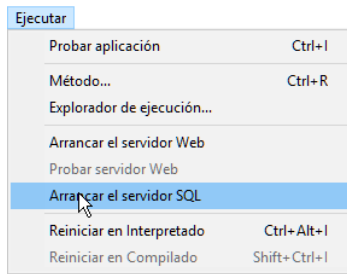 Ejecutar
Probar aplicación Ctrl+I
Método... Ctrl+R
Explorador de ejecución...
Arrancar el servidor Web
Probar servidor Web
Arrancar el servidor SQL
Reiniciar en Interpretado Ctrl+Alt+I
Reiniciar en Compilado Shift+Ctrl+I